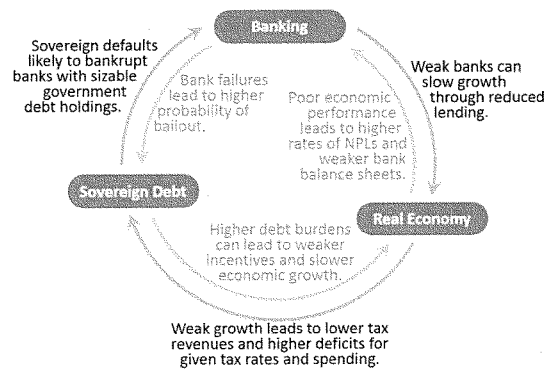 Banking
Sovereign defaults
likely to bankrupt
banks with sizable
government
debt holdings.
Bank failures
lead to higher
probability of
bailout.
Poor economic
performance
leads to higher
rates of NPLs and
weaker bank
balance sheets.
Weak banks can
slow growth
through reduced
lending.
Sovereign Debt
Real Economy
Higher debt burdens
can lead to weaker
incentives and slower
economic growth.
Weak growth leads to lower tax
revenues and higher deficits for
given tax rates and spending.